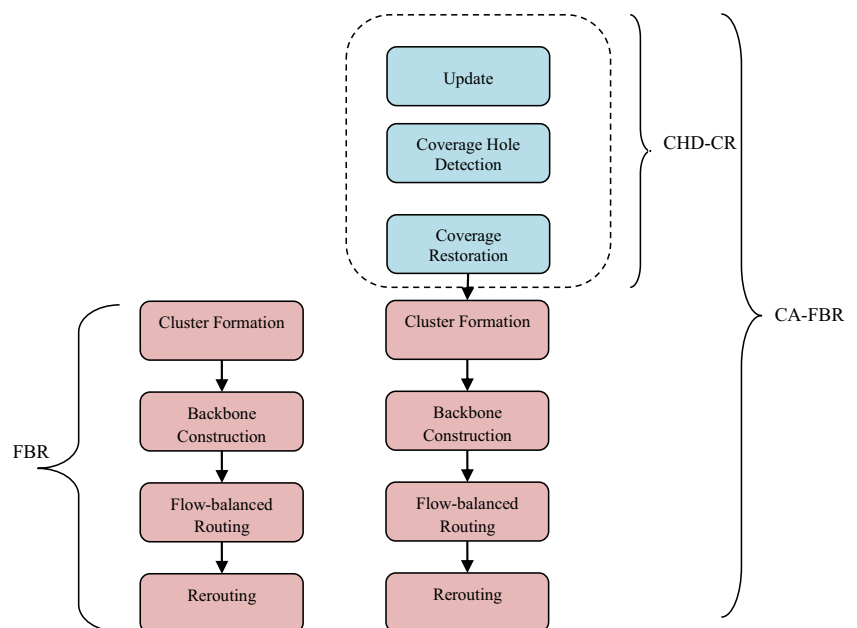 Update
Coverage Hole
Detection
CHD-CR
Coverage
Restoration
Cluster Formation
Cluster Formation
CA-FBR
Backbone
Construction
Backbone
Construction
FBR
Flow-balanced
Routing
Flow-balanced
Routing
Rerouting
Rerouting